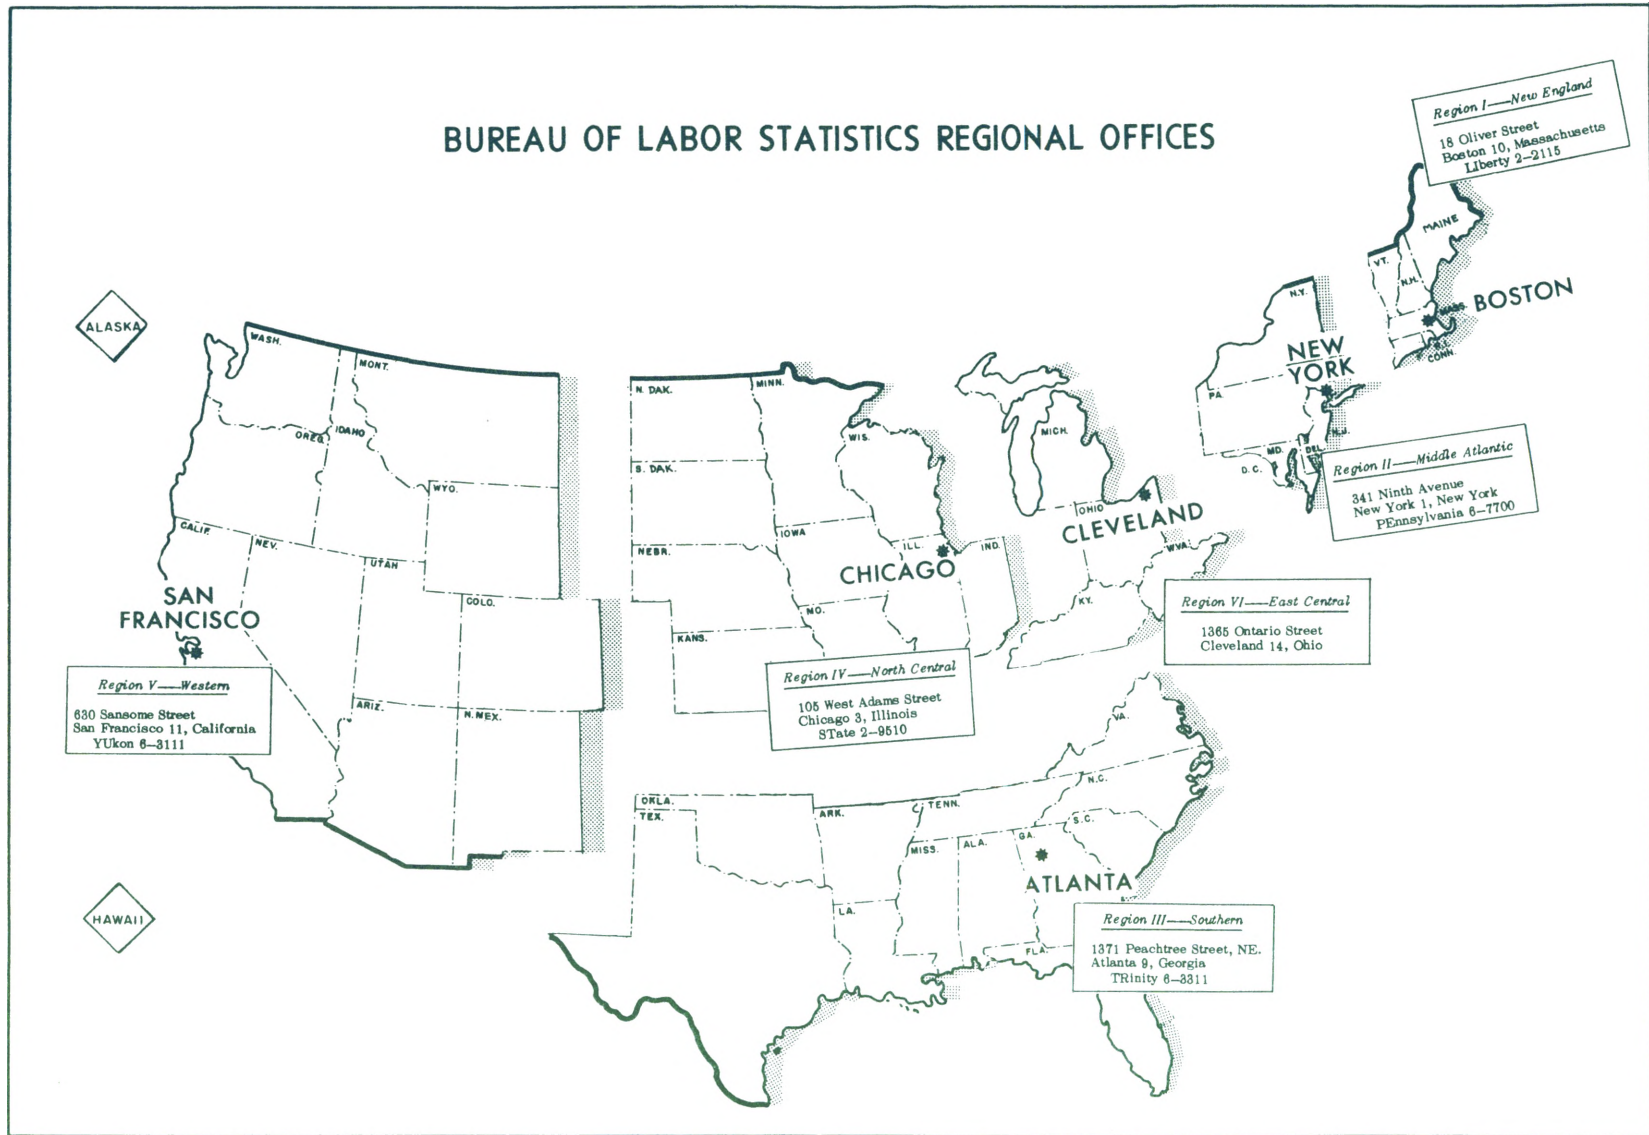 BUREAU OF LABOR STATISTICS REGIONAL OFFICES
Region I—New England
18 Oliver Street
Boston 10, Massachusetts
LIberty 2-2115
MAINE
VT.
N.H.
MASS.
BOSTON
R.I.
CONN.
N.Y.
NEW
YORK
PA.
N.J.
MD.
DEL.
D.C.
Region II—Middle Atlantic
341 Ninth Avenue
New York 1, New York
PEnnsylvania 6-7700
ALASKA
WASH.
MONT.
OREG.
IDAHO
WYO.
CALIF.
NEV.
UTAH
COLO.
SAN
FRANCISCO
Region V—Western
630 Sansome Street
San Francisco 11, California
YUkon 6-3111
ARIZ.
N.MEX.
HAWAII
N. DAK.
MINN.
WIS.
S. DAK.
IOWA
NEBR.
ILL.
IND.
CHICAGO
MO.
KANS.
Region IV—North Central
105 West Adams Street
Chicago 3, Illinois
STate 2-9510
MICH.
OHIO
CLEVELAND
W.VA.
KY.
Region VI—East Central
1365 Ontario Street
Cleveland 14, Ohio
VA.
N.C.
OKLA.
TEX.
ARK.
TENN.
S.C.
MISS.
ALA.
GA.
ATLANTA
LA.
FLA.
Region III—Southern
1371 Peachtree Street, NE.
Atlanta 9, Georgia
TRinity 6-3311